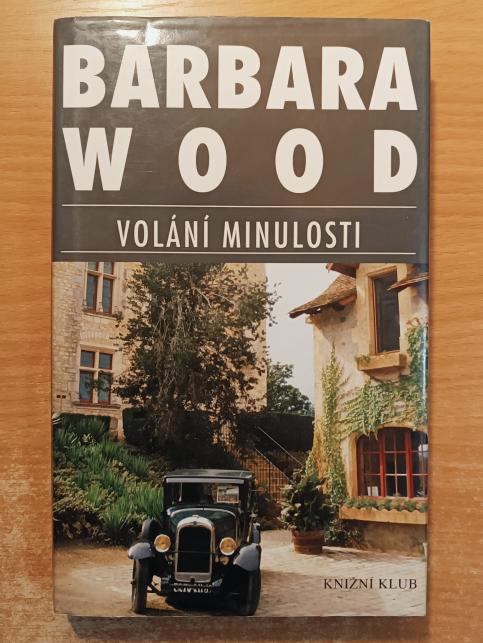 BARBARA
WOOD
VOLÁNÍ MINULOSTI
KNIŽNÍ KLUB